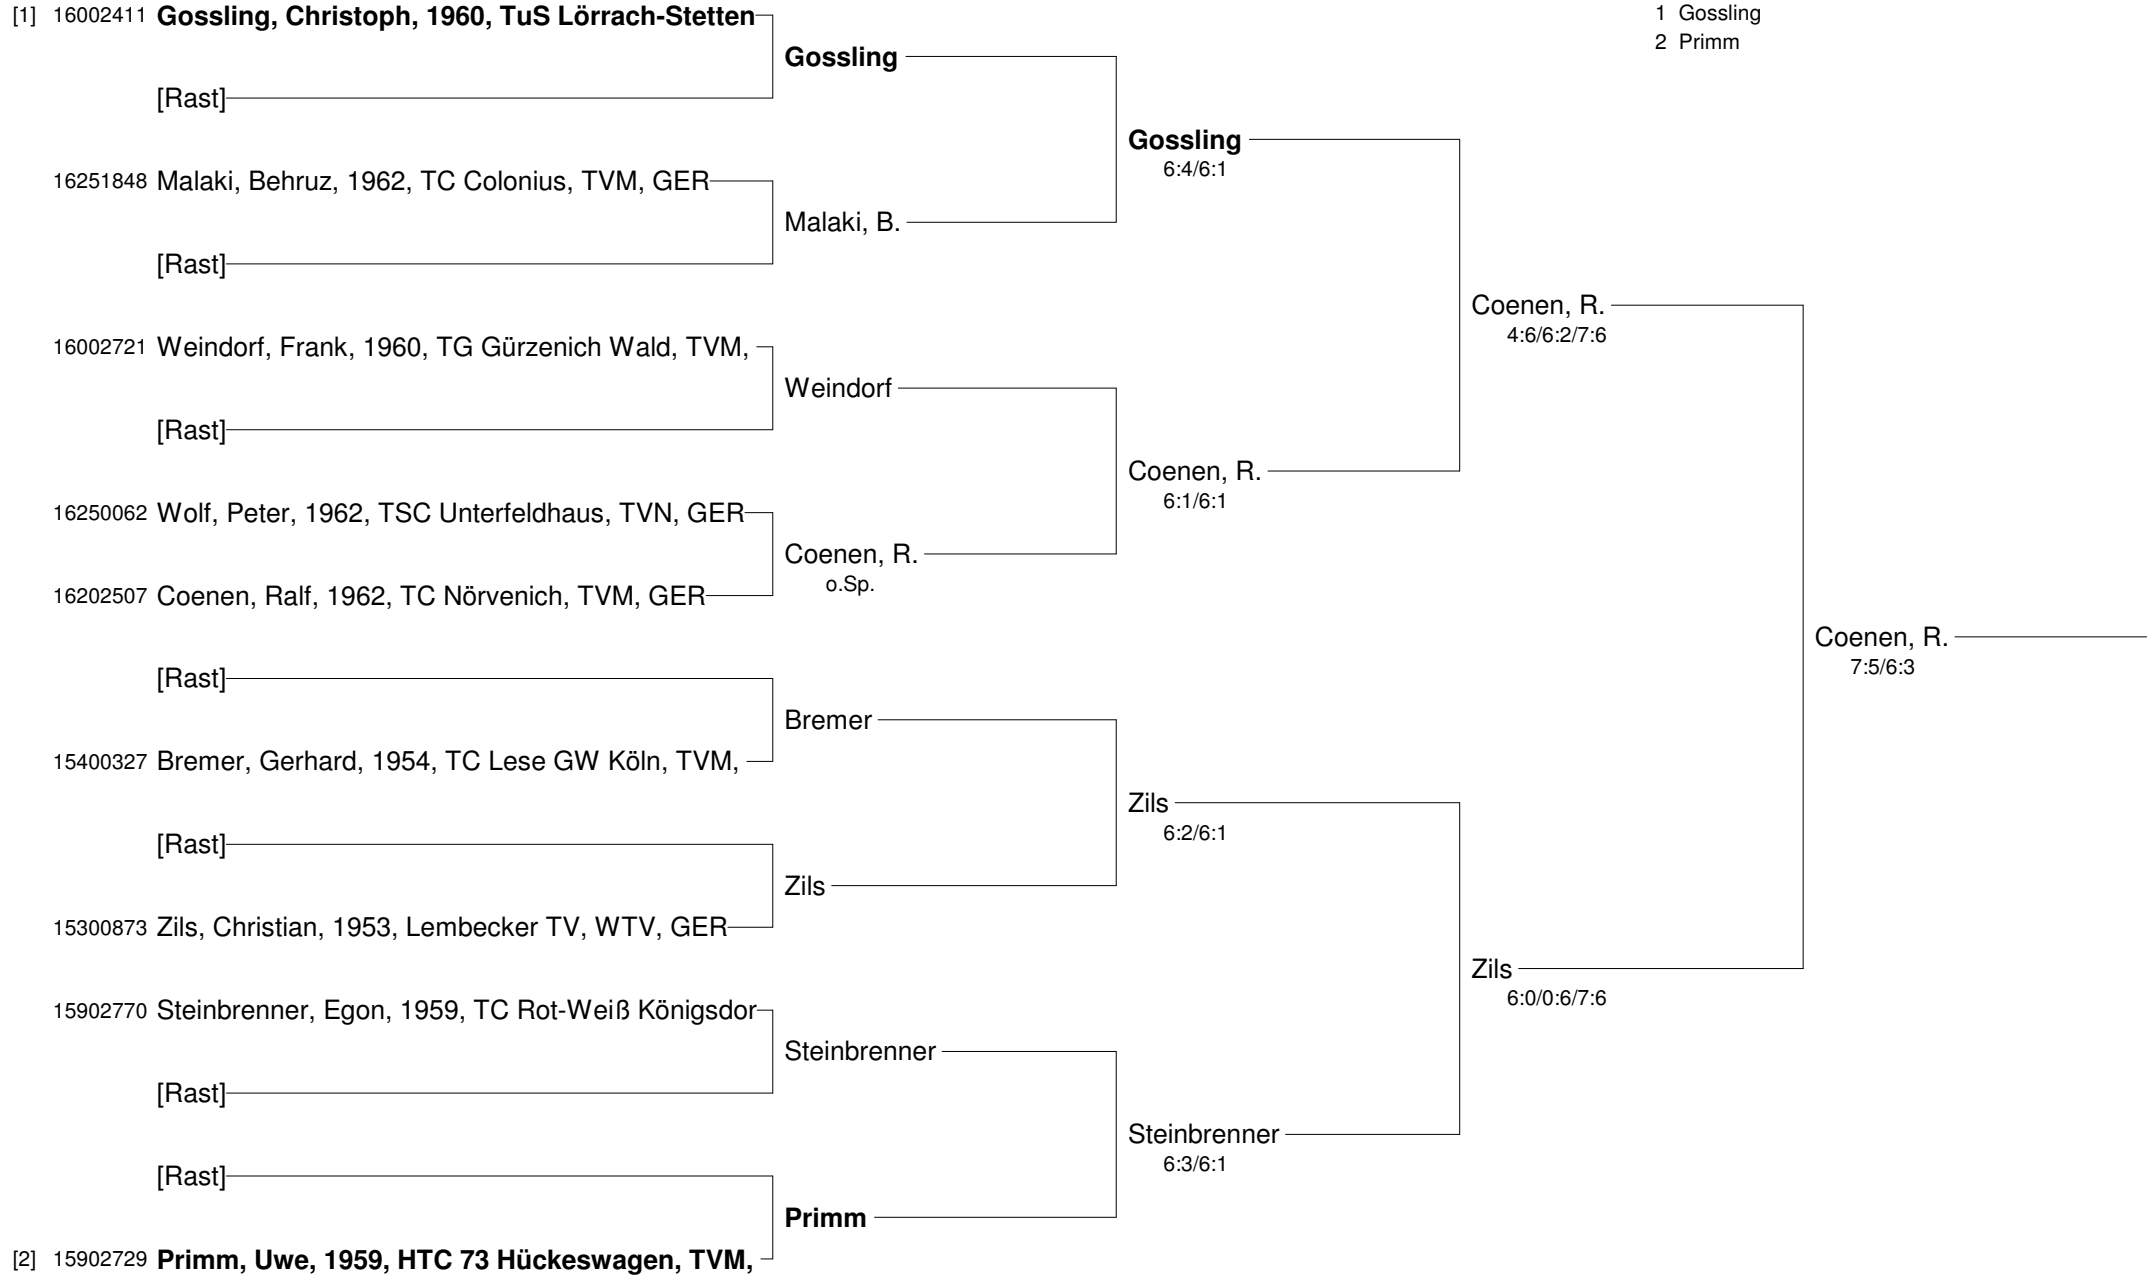 [1] 16002411 Gossling, Christoph, 1960, TuS Lörrach-Stetten
1 Gossling
2 Primm
Gossling
[Rast]
Gossling
6:4/6:1
16251848 Malaki, Behruz, 1962, TC Colonius, TVM, GER
Malaki, B.
[Rast]
Coenen, R.
4:6/6:2/7:6
16002721 Weindorf, Frank, 1960, TG Gürzenich Wald, TVM,
Weindorf
[Rast]
Coenen, R.
6:1/6:1
16250062 Wolf, Peter, 1962, TSC Unterfeldhaus, TVN, GER
Coenen, R.
o.Sp.
16202507 Coenen, Ralf, 1962, TC Nörvenich, TVM, GER
Coenen, R.
7:5/6:3
[Rast]
Bremer
15400327 Bremer, Gerhard, 1954, TC Lese GW Köln, TVM,
Zils
6:2/6:1
[Rast]
Zils
15300873 Zils, Christian, 1953, Lembecker TV, WTV, GER
Zils
6:0/0:6/7:6
15902770 Steinbrenner, Egon, 1959, TC Rot-Weiß Königsdor
Steinbrenner
[Rast]
Steinbrenner
6:3/6:1
[Rast]
Primm
[2] 15902729 Primm, Uwe, 1959, HTC 73 Hückeswagen, TVM,